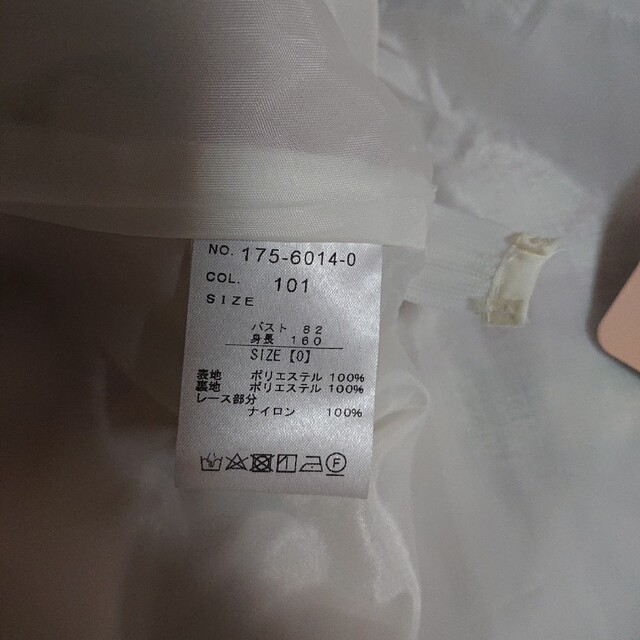 NO. 175-6014-0
COL. 101
SIZE
バスト 82
身長 160
SIZE【0】
表地 ポリエステル 100%
裏地 ポリエステル 100%
レース部分
ナイロン 100%
F